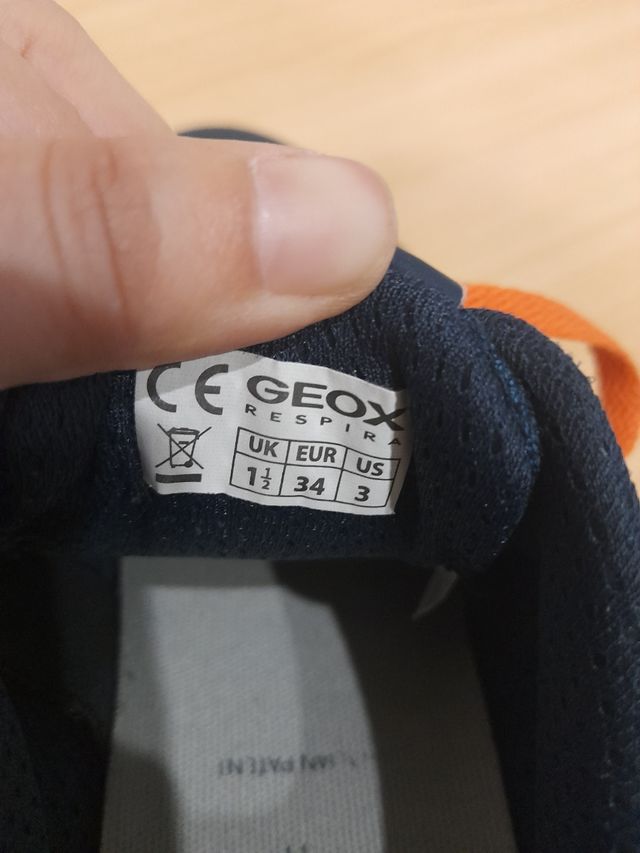 CE GEOX
RESPIRA
UK EUR US
1½ 34 3